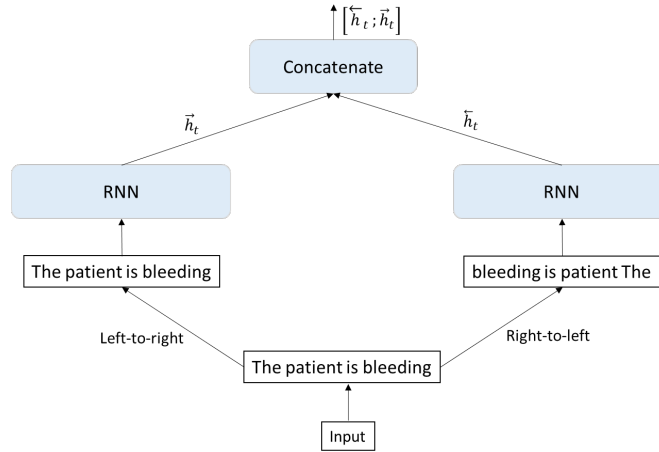 [h⃖ₜ ; h⃗ₜ]
Concatenate
h⃗ₜ
h⃖ₜ
RNN
RNN
The patient is bleeding
bleeding is patient The
Left-to-right
Right-to-left
The patient is bleeding
Input